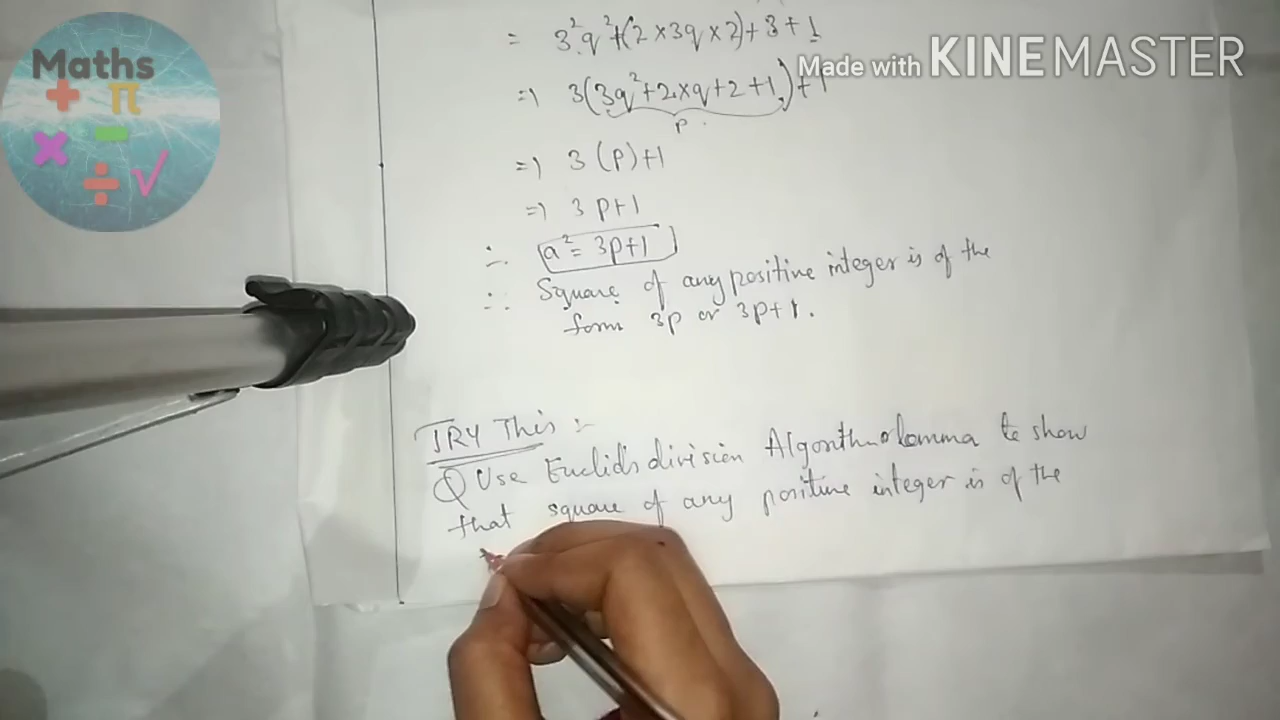 Maths
Made with KINEMASTER
= 3²q²+(2×3q×2)+3+1
⇒ 3(3q²+2×q+2+1)+1
P
⇒ 3(P)+1
⇒ 3P+1
∴ a²= 3P+1
∴ Square of any positive integer is of the
form 3p or 3p+1.
TRY This :-
Q Use Euclid's division Algorithm lemma to show
that square of any positive integer is of the